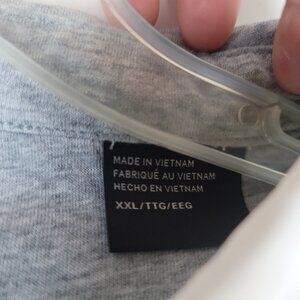 MADE IN VIETNAM
FABRIQUÉ AU VIETNAM
HECHO EN VIETNAM
XXL/TTG/EEG